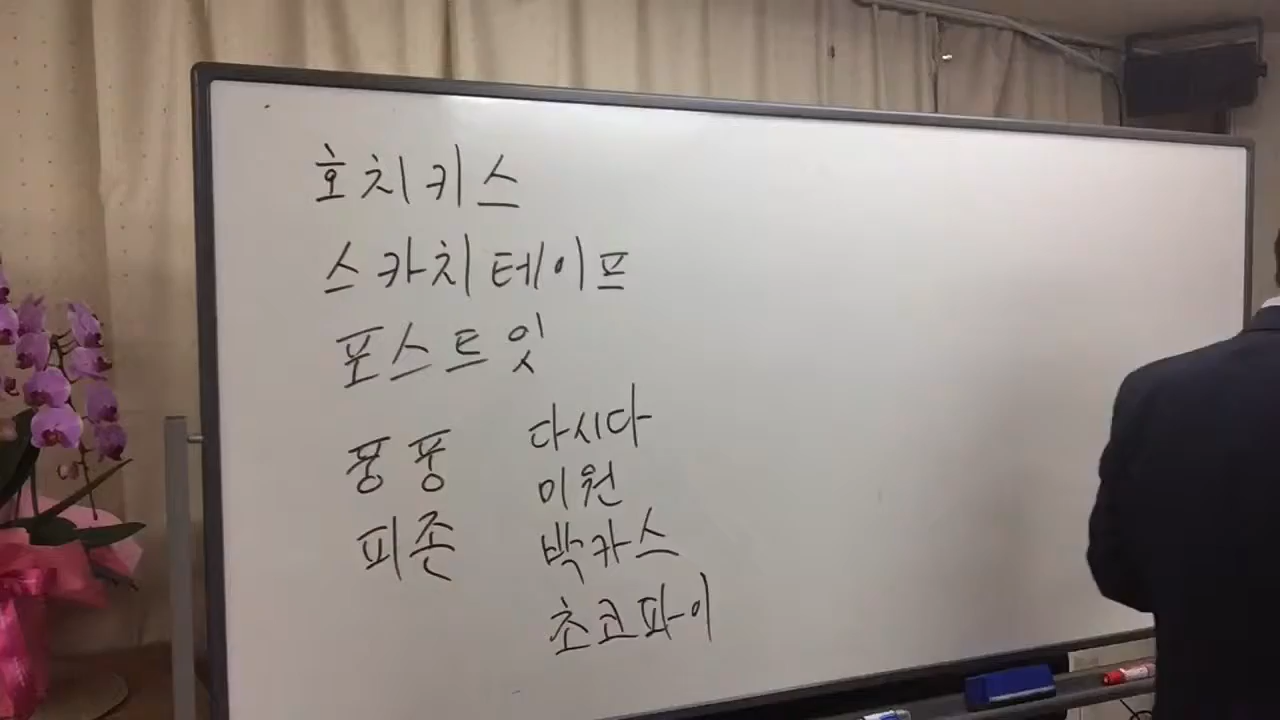 호치키스
스카치테이프
포스트잇
퐁퐁
피존
다시다
미원
박카스
초코파이